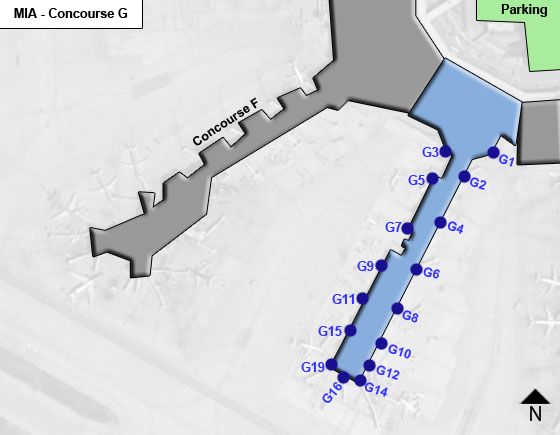 MIA - Concourse G
Parking
Concourse F
G3
G1
G5
G2
G7
G4
G9
G6
G11
G8
G15
G10
G19
G12
G16
G14
N